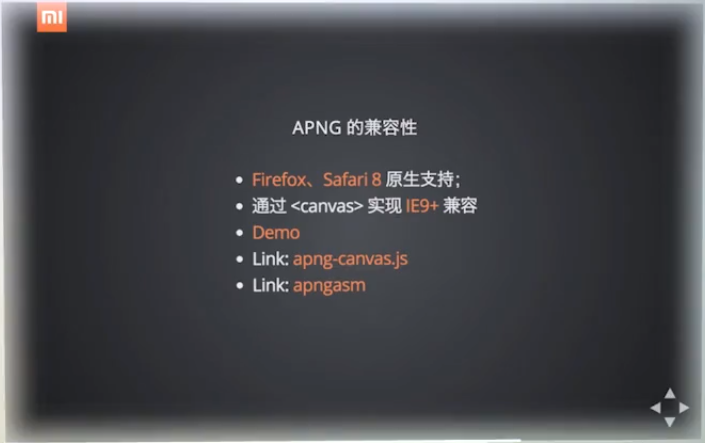 mi
APNG 的兼容性
• Firefox、Safari 8 原生支持；
• 通过 <canvas> 实现 IE9+ 兼容
• Demo
• Link: apng-canvas.js
• Link: apngasm